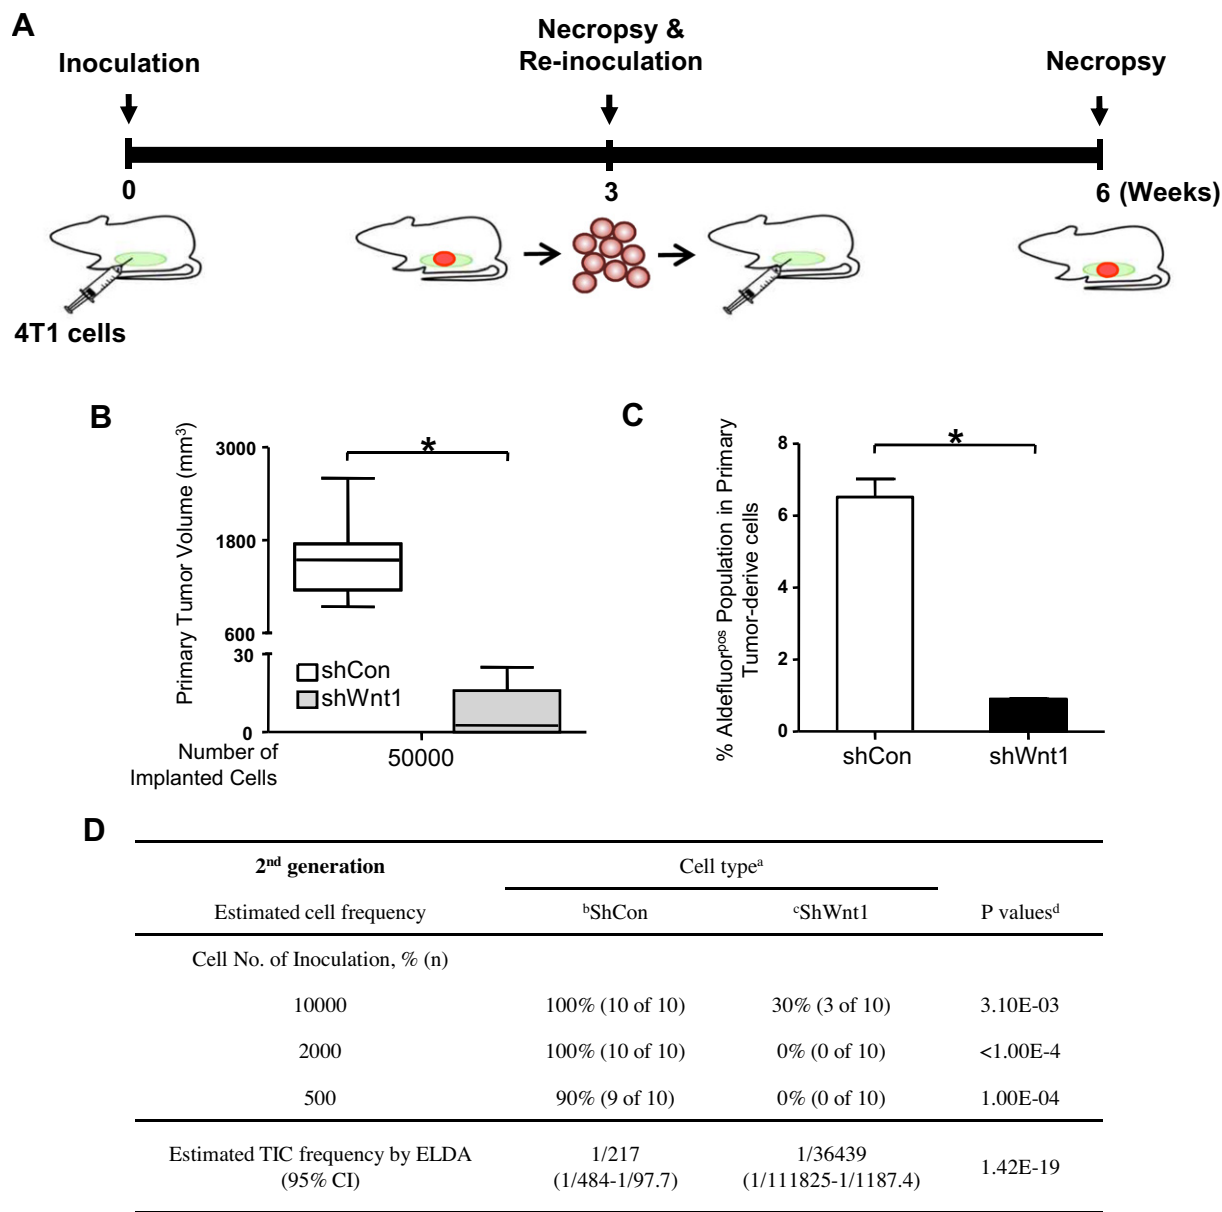 A
Inoculation
Necropsy &
Re-inoculation
Necropsy
0
3
6 (Weeks)
4T1 cells
B
Primary Tumor Volume (mm³)
3000
1800
600
30
0
shCon
shWnt1
Number of
Implanted Cells
50000
C
% Aldefluorᵖᵒˢ Population in Primary
Tumor-derive cells
8
6
4
2
0
shCon
shWnt1
*
*
D
2ⁿᵈ generation
Cell typeᵃ
Estimated cell frequency
ᵇShCon
ᶜShWnt1
P valuesᵈ
Cell No. of Inoculation, % (n)
10000
100% (10 of 10)
30% (3 of 10)
3.10E-03
2000
100% (10 of 10)
0% (0 of 10)
<1.00E-4
500
90% (9 of 10)
0% (0 of 10)
1.00E-04
Estimated TIC frequency by ELDA
(95% CI)
1/217
(1/484-1/97.7)
1/36439
(1/111825-1/1187.4)
1.42E-19